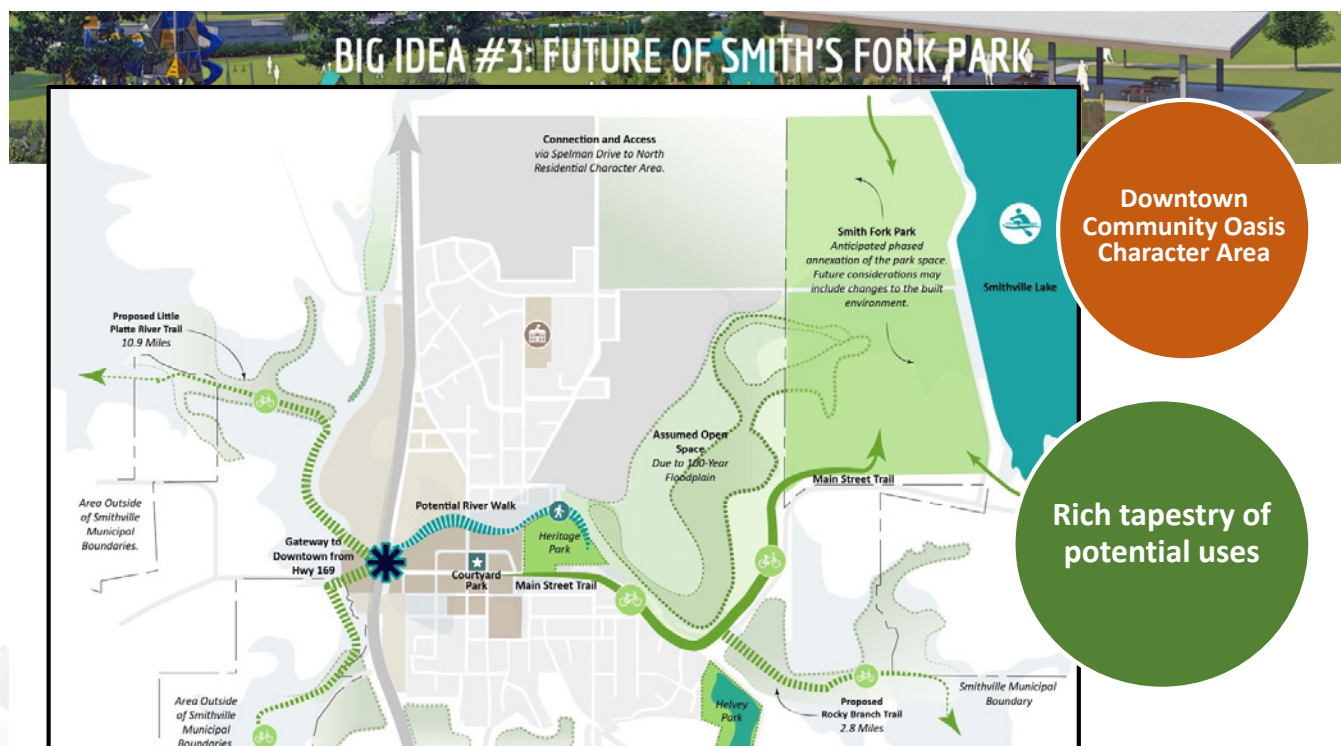 BIG IDEA #3: FUTURE OF SMITH'S FORK PARK
Connection and Access
via Spelman Drive to North
Residential Character Area.
Smith Fork Park
Anticipated phased
annexation of the park space.
Future considerations may
include changes to the built
environment.
Smithville Lake
Downtown
Community Oasis
Character Area
Proposed Little
Platte River Trail
10.9 Miles
Assumed Open
Space
Due to 100-Year
Floodplain
Main Street Trail
Area Outside
of Smithville
Municipal
Boundaries.
Potential River Walk
Heritage
Park
Gateway to
Downtown from
Hwy 169
Courtyard
Park
Main Street Trail
Rich tapestry of
potential uses
Area Outside
of Smithville
Municipal
Boundaries
Helvey
Park
Proposed
Rocky Branch Trail
2.8 Miles
Smithville Municipal
Boundary